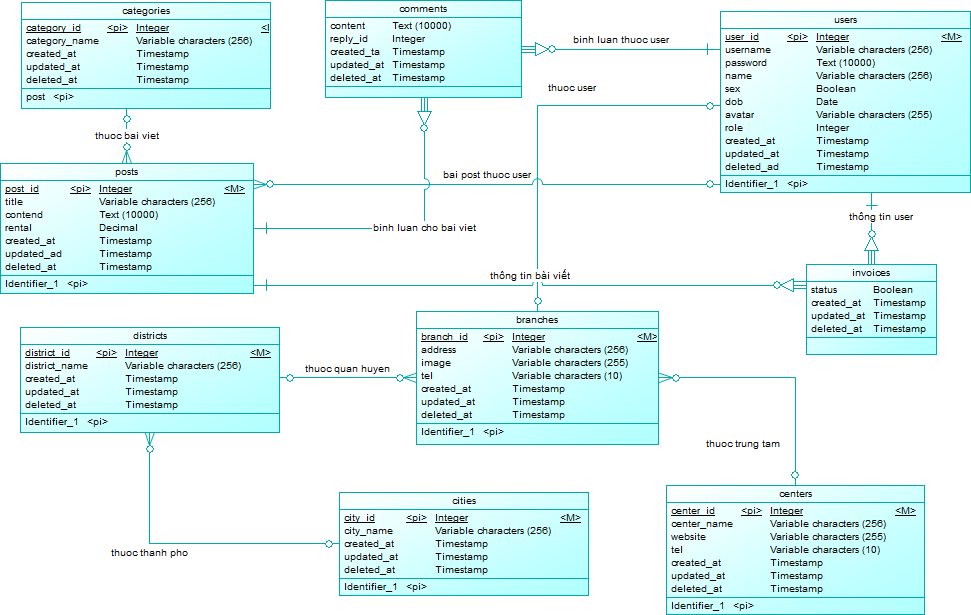 categories
category_id <pi> Integer <I
category_name Variable characters (256)
created_at Timestamp
updated_at Timestamp
deleted_at Timestamp
post <pi>
comments
content Text (10000)
reply_id Integer
created_ta Timestamp
updated_at Timestamp
deleted_at Timestamp
users
user_id <pi> Integer <M>
username Variable characters (256)
password Text (10000)
name Variable characters (256)
sex Boolean
dob Date
avatar Variable characters (255)
role Integer
created_at Timestamp
updated_at Timestamp
deleted_ad Timestamp
Identifier_1 <pi>
binh luan thuoc user
thuoc user
thuoc bai viet
posts
post_id <pi> Integer <M>
title Variable characters (256)
contend Text (10000)
rental Decimal
created_at Timestamp
updated_ad Timestamp
deleted_at Timestamp
Identifier_1 <pi>
bai post thuoc user
binh luan cho bai viet
thông tin user
thông tin bài viết
invoices
status Boolean
created_at Timestamp
updated_at Timestamp
deleted_at Timestamp
districts
district_id <pi> Integer <M>
district_name Variable characters (256)
created_at Timestamp
updated_at Timestamp
deleted_at Timestamp
Identifier_1 <pi>
thuoc quan huyen
branches
branch_id <pi> Integer <M>
address Variable characters (256)
image Variable characters (255)
tel Variable characters (10)
created_at Timestamp
updated_at Timestamp
deleted_at Timestamp
Identifier_1 <pi>
thuoc trung tam
thuoc thanh pho
cities
city_id <pi> Integer <M>
city_name Variable characters (256)
created_at Timestamp
updated_at Timestamp
deleted_at Timestamp
Identifier_1 <pi>
centers
center_id <pi> Integer <M>
center_name Variable characters (256)
website Variable characters (255)
tel Variable characters (10)
created_at Timestamp
updated_at Timestamp
deleted_at Timestamp
Identifier_1 <pi>